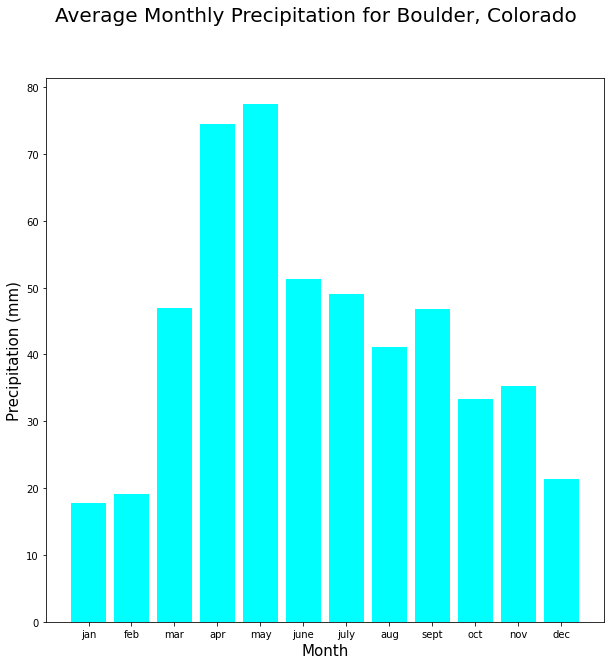 Average Monthly Precipitation for Boulder, Colorado
80
70
60
50
40
30
20
10
0
Precipitation (mm)
jan feb mar apr may june july aug sept oct nov dec
Month